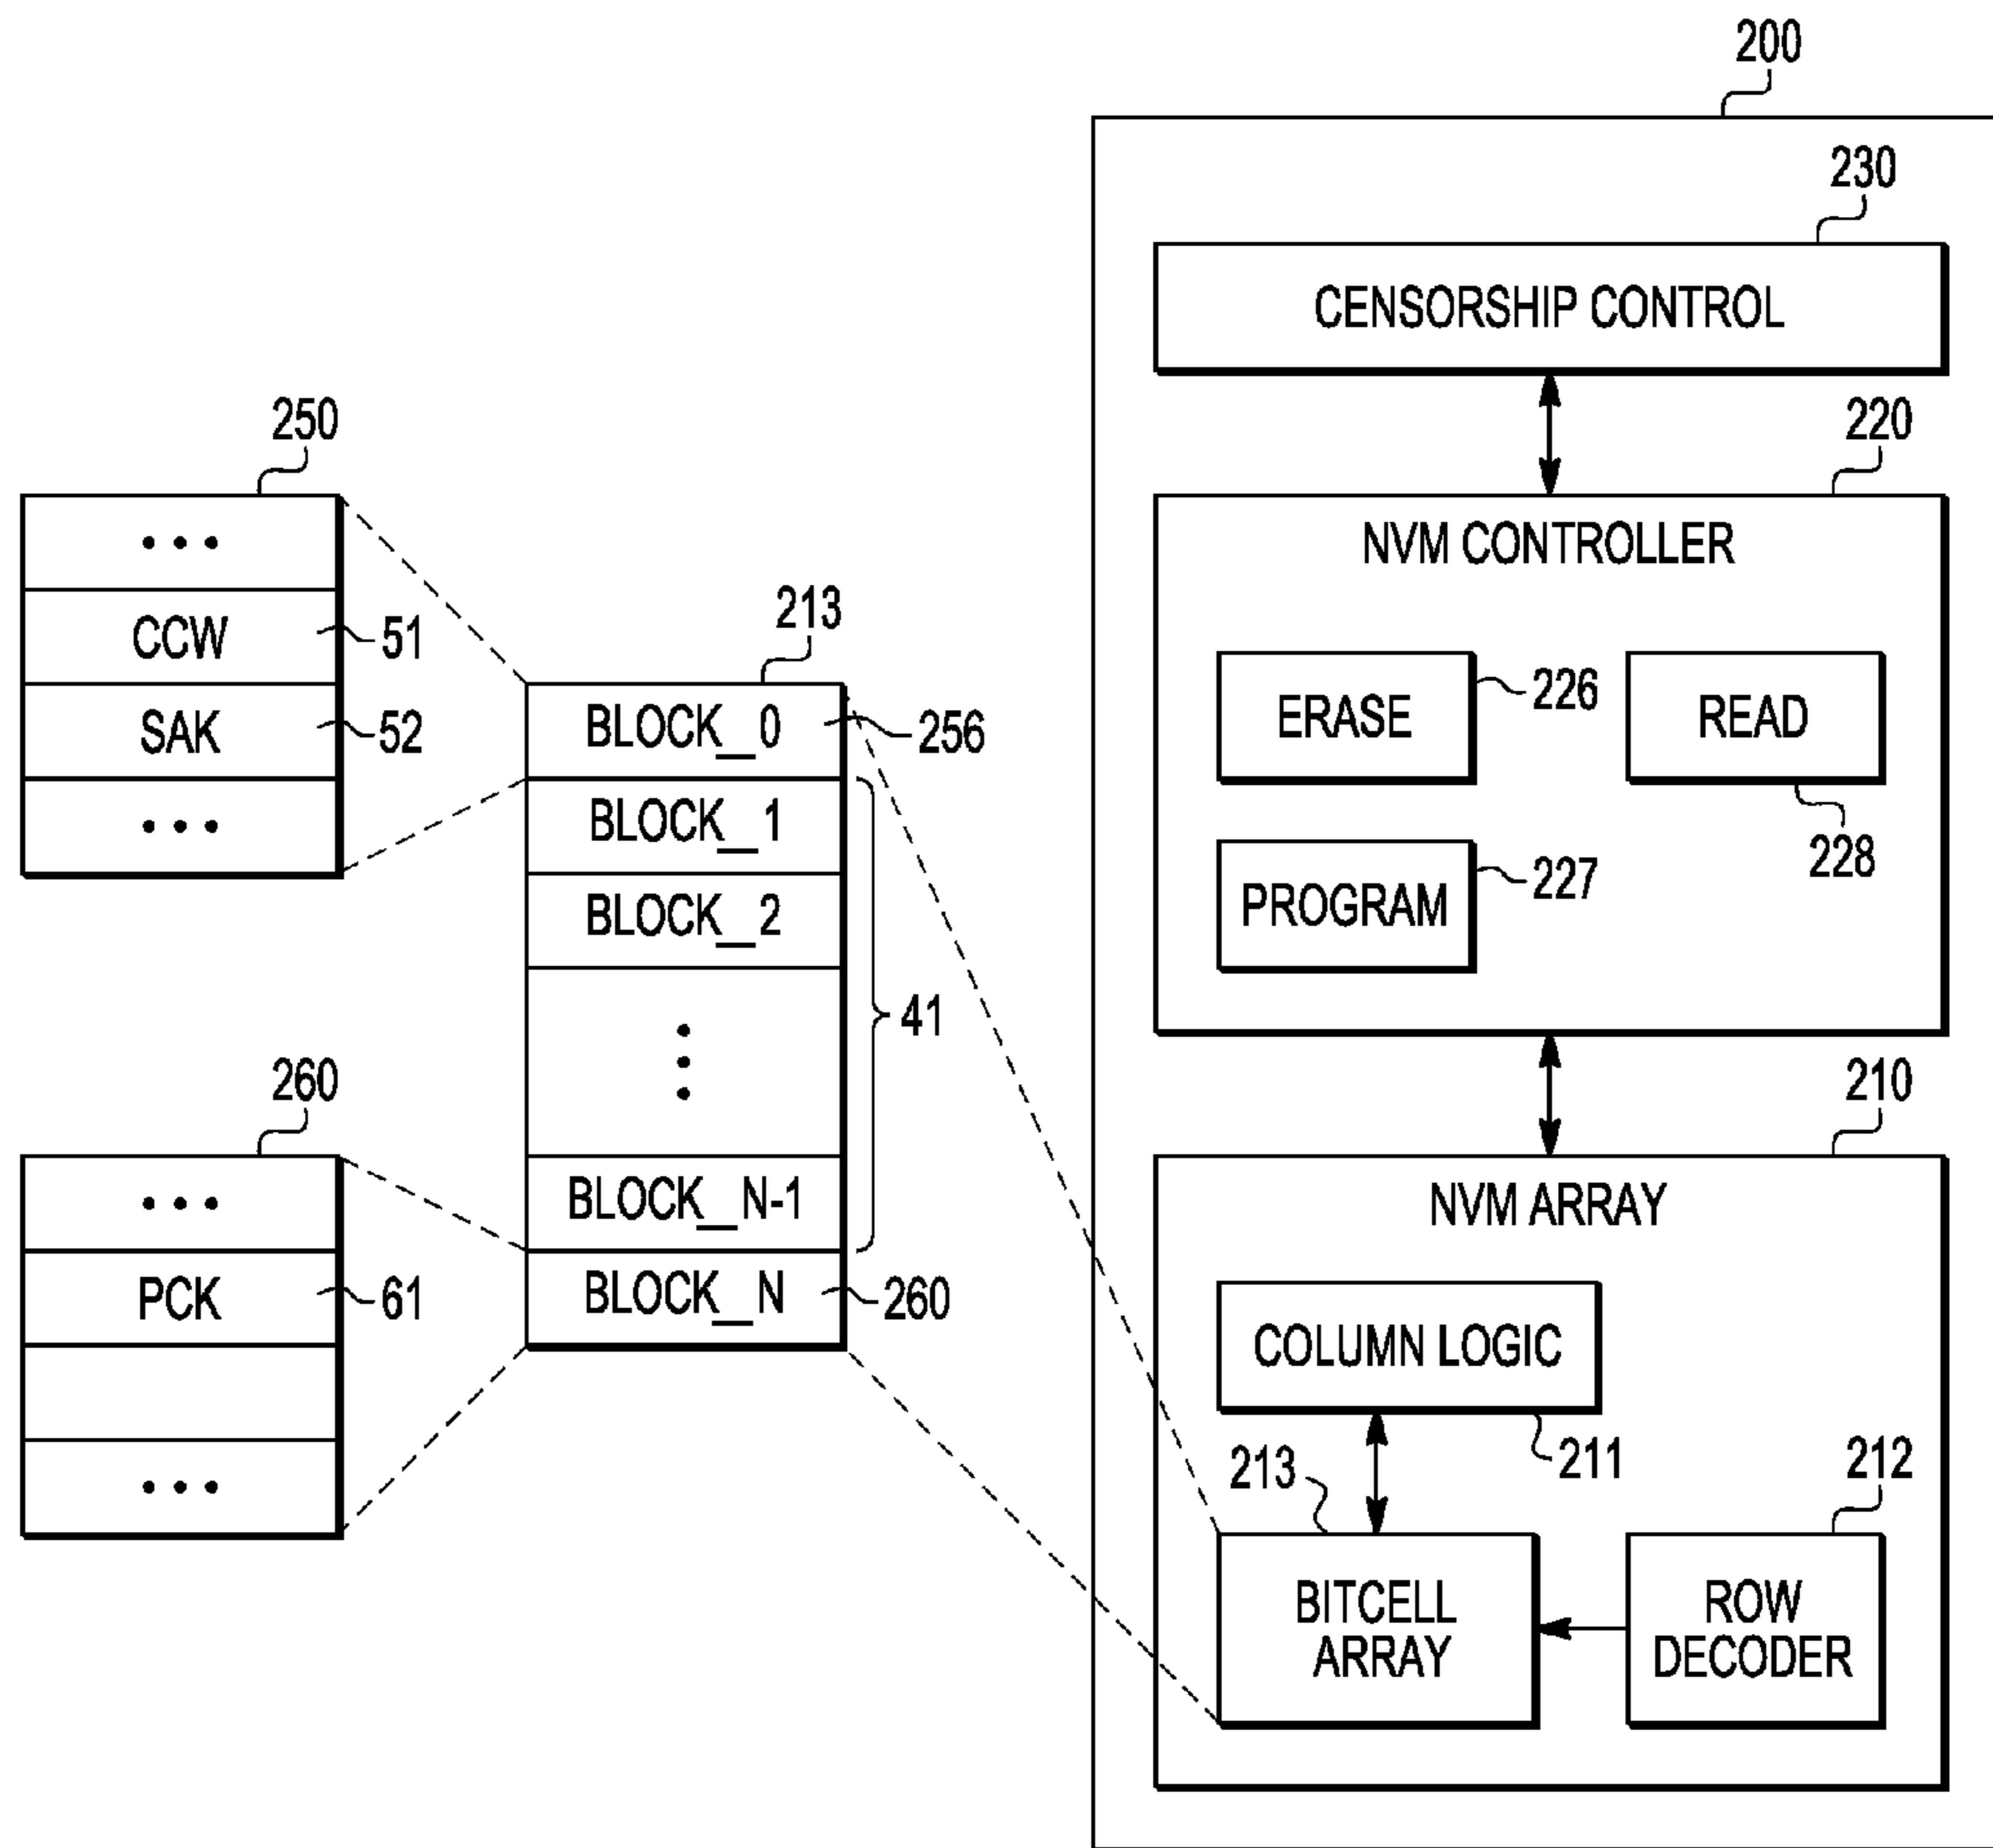 200
230
CENSORSHIP CONTROL
250
220
• • •
NVM CONTROLLER
CCW 51
213
SAK 52
BLOCK_0 256
ERASE 226
READ
• • •
BLOCK_1
228
BLOCK_2
PROGRAM 227
41
260
210
• • •
BLOCK_N-1
NVM ARRAY
PCK 61
BLOCK_N 260
COLUMN LOGIC
213
211
212
• • •
BITCELL
ARRAY
ROW
DECODER